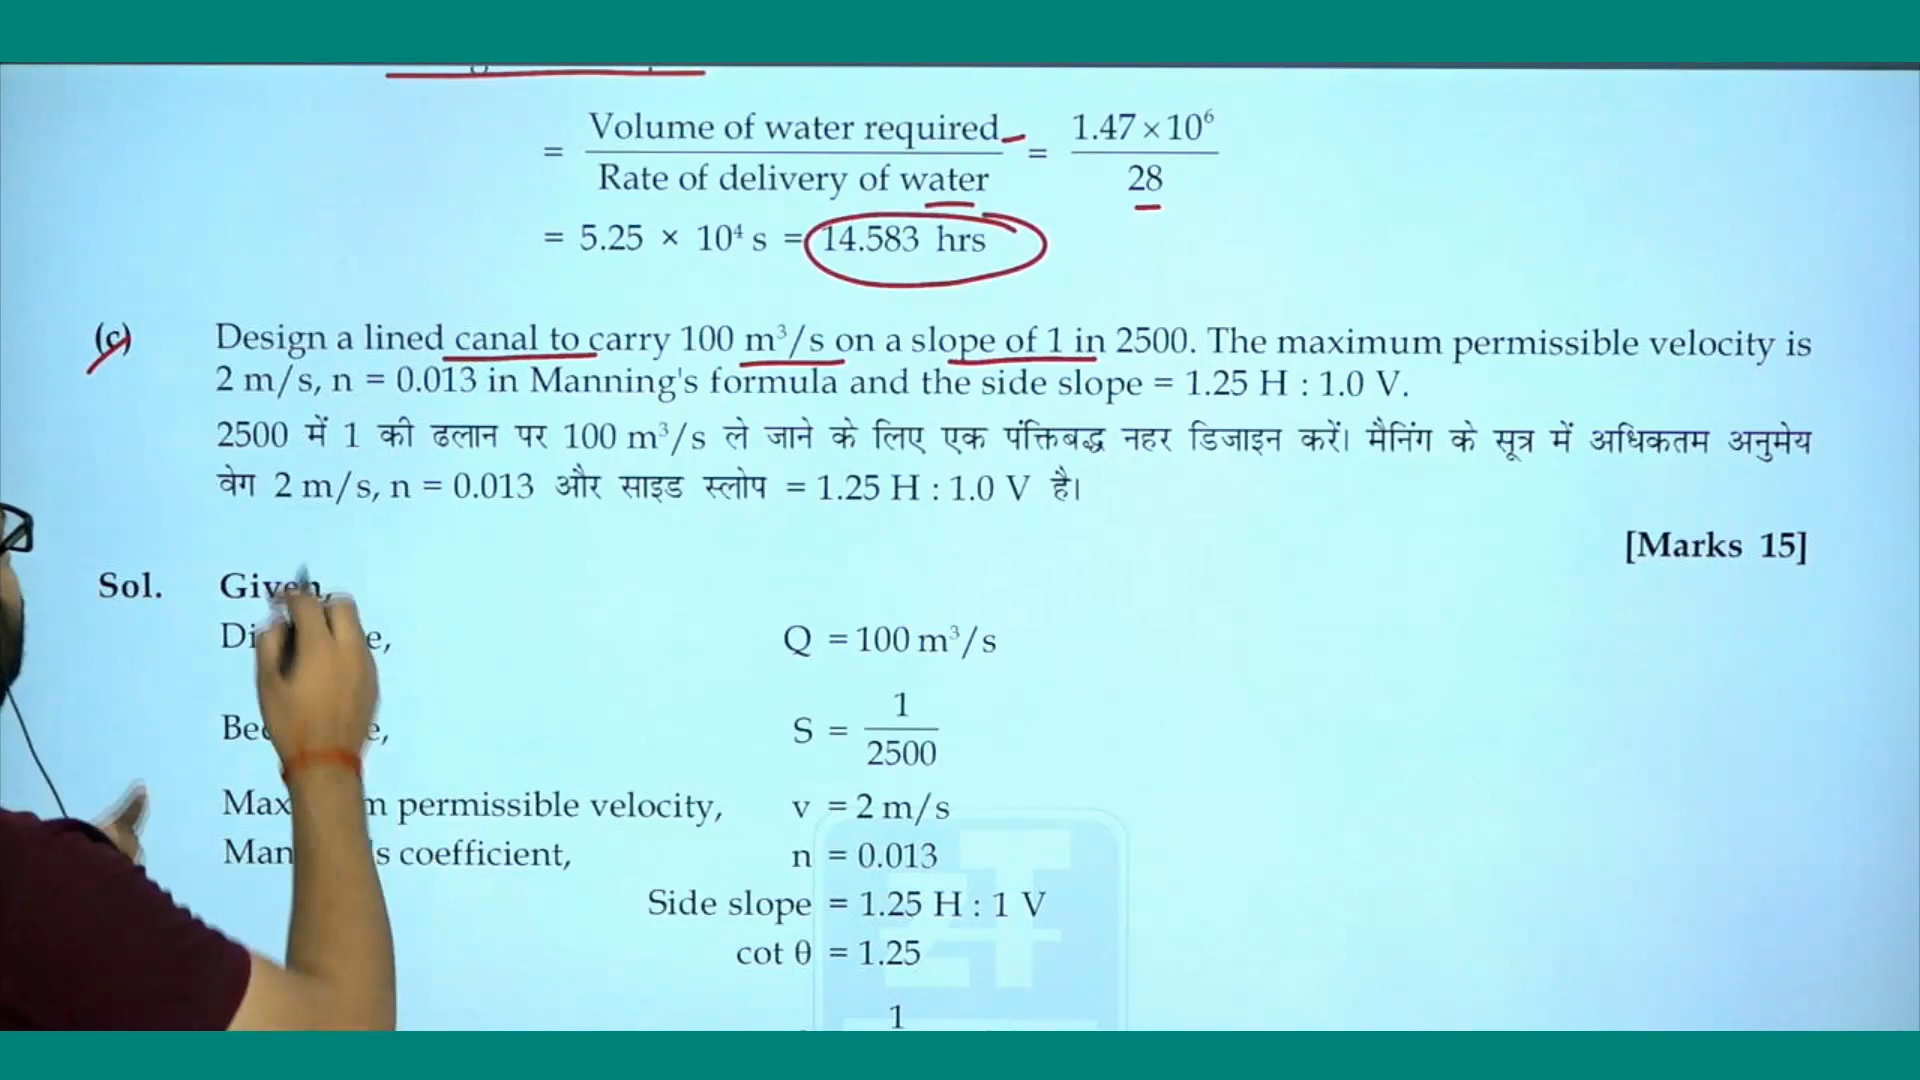 = Volume of water required / Rate of delivery of water = 1.47 × 10⁶ / 28
= 5.25 × 10⁴ s = 14.583 hrs
(c) Design a lined canal to carry 100 m³/s on a slope of 1 in 2500. The maximum permissible velocity is
2 m/s, n = 0.013 in Manning's formula and the side slope = 1.25 H : 1.0 V.
2500 में 1 की ढलान पर 100 m³/s ले जाने के लिए एक पंक्तिबद्ध नहर डिजाइन करें। मैनिंग के सूत्र में अधिकतम अनुमेय
वेग 2 m/s, n = 0.013 और साइड स्लोप = 1.25 H : 1.0 V है।
[Marks 15]
Sol. Given,
Q = 100 m³/s
S = 1 / 2500
permissible velocity, v = 2 m/s
coefficient, n = 0.013
Side slope = 1.25 H : 1 V
cot θ = 1.25
1